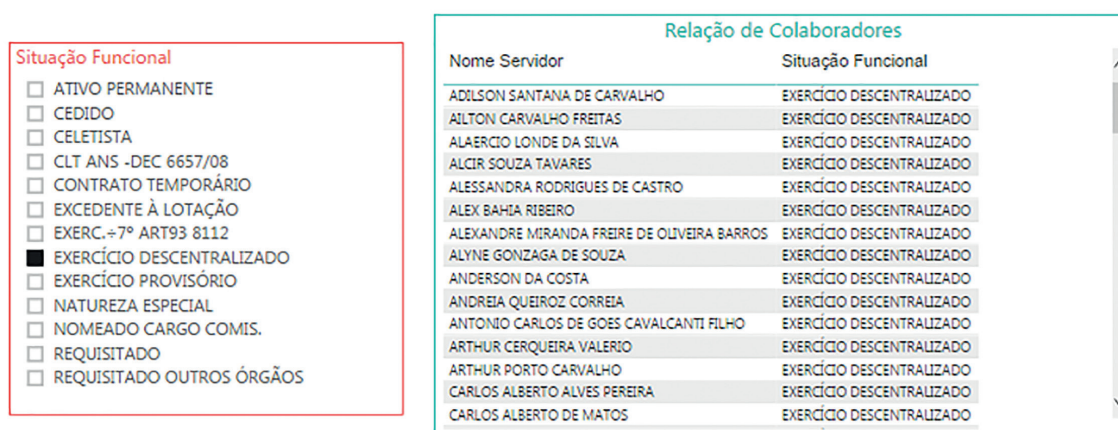 Situação Funcional
ATIVO PERMANENTE
CEDIDO
CELETISTA
CLT ANS -DEC 6657/08
CONTRATO TEMPORÁRIO
EXCEDENTE À LOTAÇÃO
EXERC.÷7º ART93 8112
EXERCÍCIO DESCENTRALIZADO
EXERCÍCIO PROVISÓRIO
NATUREZA ESPECIAL
NOMEADO CARGO COMIS.
REQUISITADO
REQUISITADO OUTROS ÓRGÃOS
Relação de Colaboradores
Nome Servidor Situação Funcional
ADILSON SANTANA DE CARVALHO EXERCÍCIO DESCENTRALIZADO
AILTON CARVALHO FREITAS EXERCÍCIO DESCENTRALIZADO
ALAERCIO LONDE DA SILVA EXERCÍCIO DESCENTRALIZADO
ALCIR SOUZA TAVARES EXERCÍCIO DESCENTRALIZADO
ALESSANDRA RODRIGUES DE CASTRO EXERCÍCIO DESCENTRALIZADO
ALEX BAHIA RIBEIRO EXERCÍCIO DESCENTRALIZADO
ALEXANDRE MIRANDA FREIRE DE OLIVEIRA BARROS EXERCÍCIO DESCENTRALIZADO
ALYNE GONZAGA DE SOUZA EXERCÍCIO DESCENTRALIZADO
ANDERSON DA COSTA EXERCÍCIO DESCENTRALIZADO
ANDREIA QUEIROZ CORREIA EXERCÍCIO DESCENTRALIZADO
ANTONIO CARLOS DE GOES CAVALCANTI FILHO EXERCÍCIO DESCENTRALIZADO
ARTHUR CERQUEIRA VALERIO EXERCÍCIO DESCENTRALIZADO
ARTHUR PORTO CARVALHO EXERCÍCIO DESCENTRALIZADO
CARLOS ALBERTO ALVES PEREIRA EXERCÍCIO DESCENTRALIZADO
CARLOS ALBERTO DE MATOS EXERCÍCIO DESCENTRALIZADO